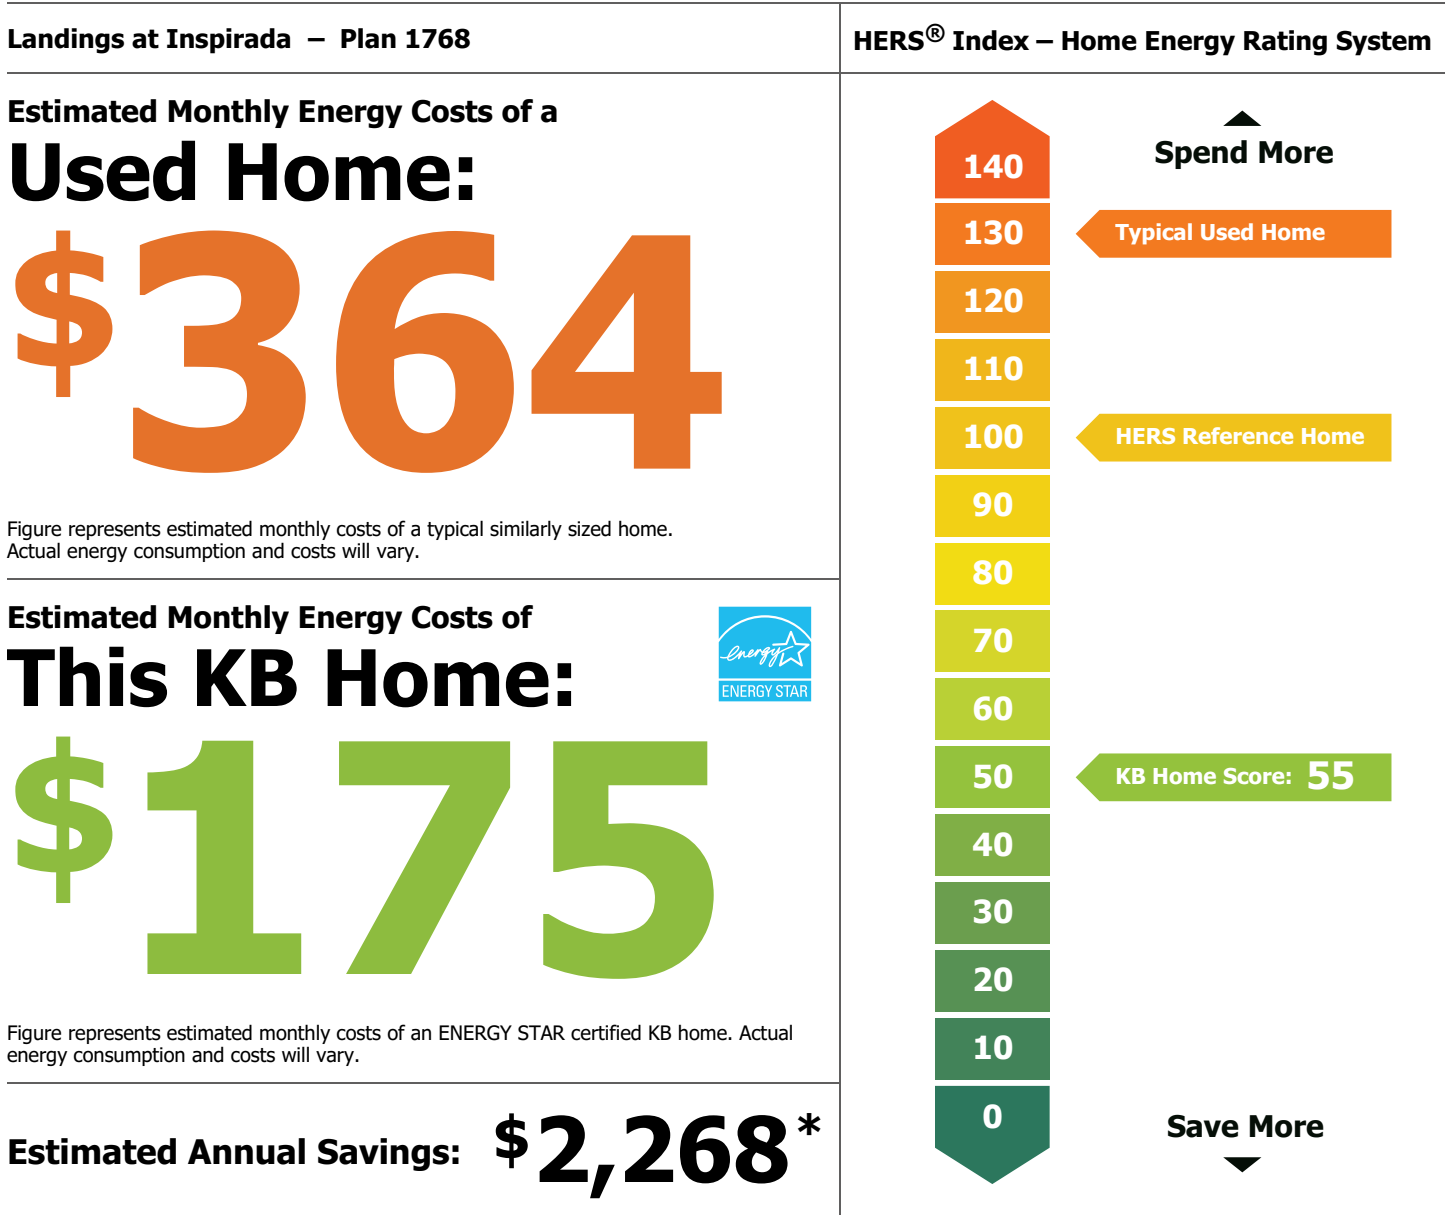 Landings at Inspirada – Plan 1768
Estimated Monthly Energy Costs of a
Used Home:
$364
Figure represents estimated monthly costs of a typical similarly sized home.
Actual energy consumption and costs will vary.
Estimated Monthly Energy Costs of
This KB Home:
energy
ENERGY STAR
$175
Figure represents estimated monthly costs of an ENERGY STAR certified KB home. Actual
energy consumption and costs will vary.
Estimated Annual Savings: $2,268*
HERS® Index – Home Energy Rating System
Spend More
140
130 Typical Used Home
120
110
100 HERS Reference Home
90
80
70
60
50 KB Home Score: 55
40
30
20
10
0
Save More